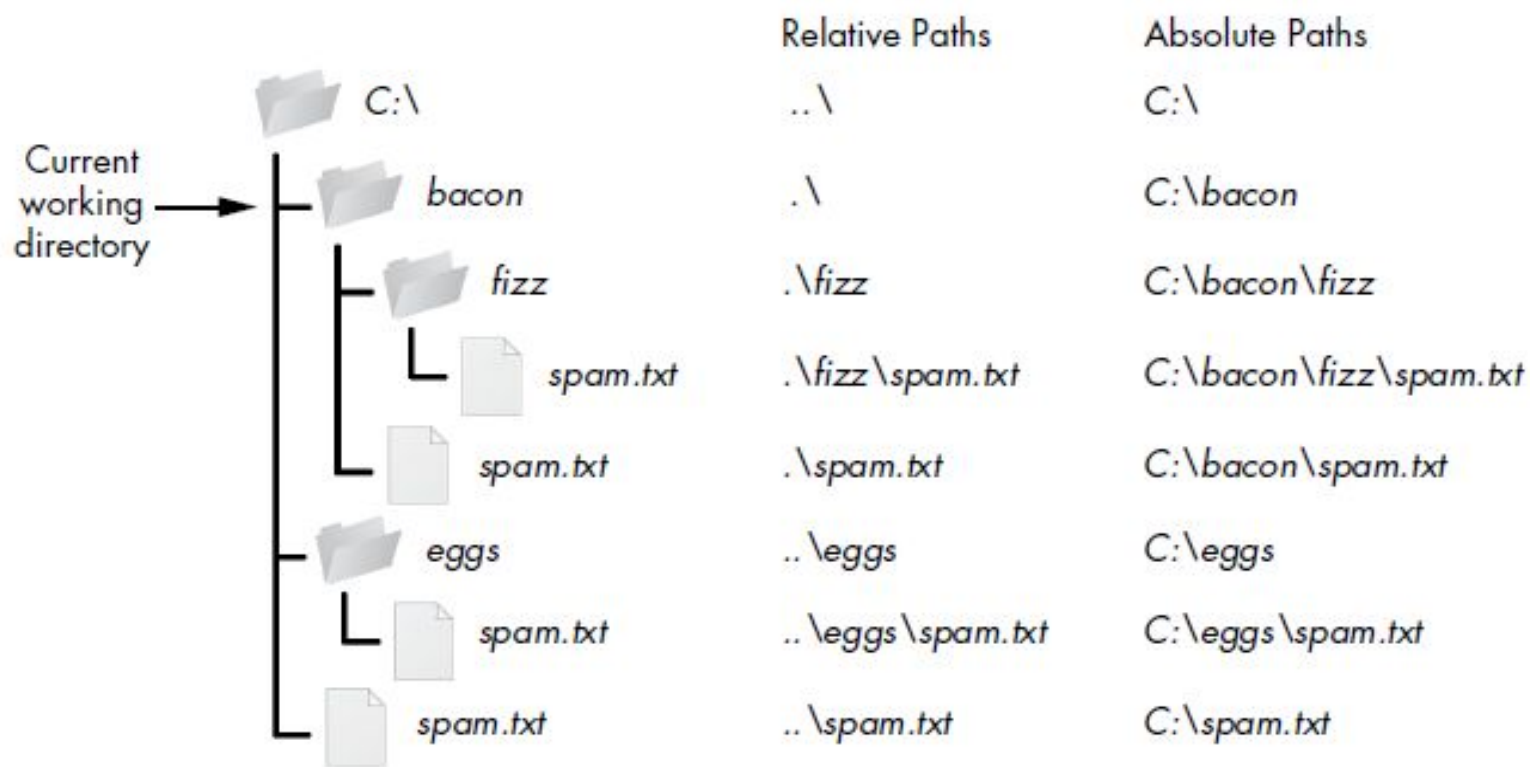 Relative Paths Absolute Paths
C:\ ..\ C:\
Current
working
directory
bacon .\ C:\bacon
fizz .\fizz C:\bacon\fizz
spam.txt .\fizz\spam.txt C:\bacon\fizz\spam.txt
spam.txt .\spam.txt C:\bacon\spam.txt
eggs ..\eggs C:\eggs
spam.txt ..\eggs\spam.txt C:\eggs\spam.txt
spam.txt ..\spam.txt C:\spam.txt